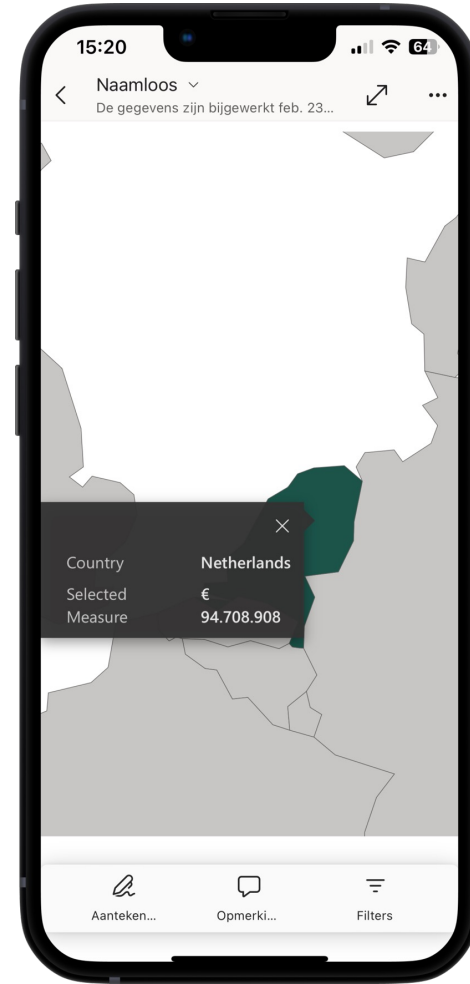 15:20
64
Naamloos
De gegevens zijn bijgewerkt feb. 23...
Country Netherlands
Selected €
Measure 94.708.908
Aanteken...
Opmerki...
Filters